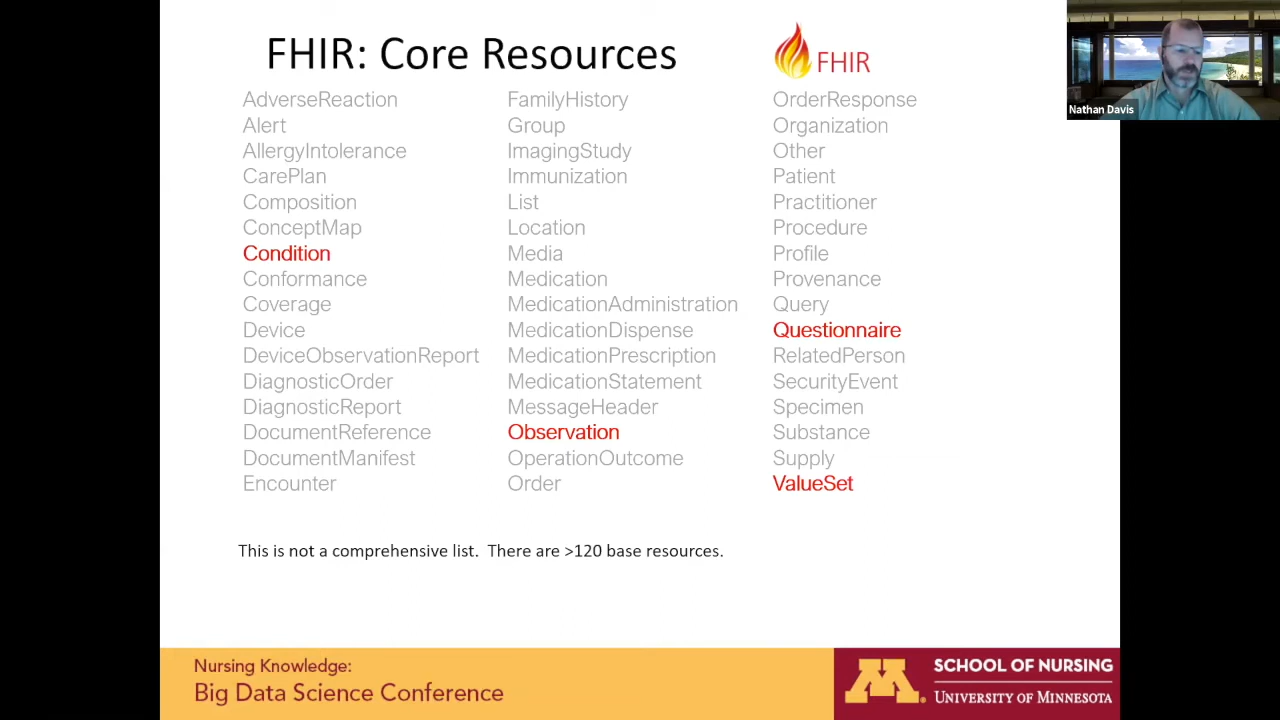 FHIR: Core Resources
FHIR
Nathan Davis
AdverseReaction
Alert
AllergyIntolerance
CarePlan
Composition
ConceptMap
Condition
Conformance
Coverage
Device
DeviceObservationReport
DiagnosticOrder
DiagnosticReport
DocumentReference
DocumentManifest
Encounter
FamilyHistory
Group
ImagingStudy
Immunization
List
Location
Media
Medication
MedicationAdministration
MedicationDispense
MedicationPrescription
MedicationStatement
MessageHeader
Observation
OperationOutcome
Order
OrderResponse
Organization
Other
Patient
Practitioner
Procedure
Profile
Provenance
Query
Questionnaire
RelatedPerson
SecurityEvent
Specimen
Substance
Supply
ValueSet
This is not a comprehensive list.  There are >120 base resources.
Nursing Knowledge:
Big Data Science Conference
M
SCHOOL OF NURSING
UNIVERSITY OF MINNESOTA